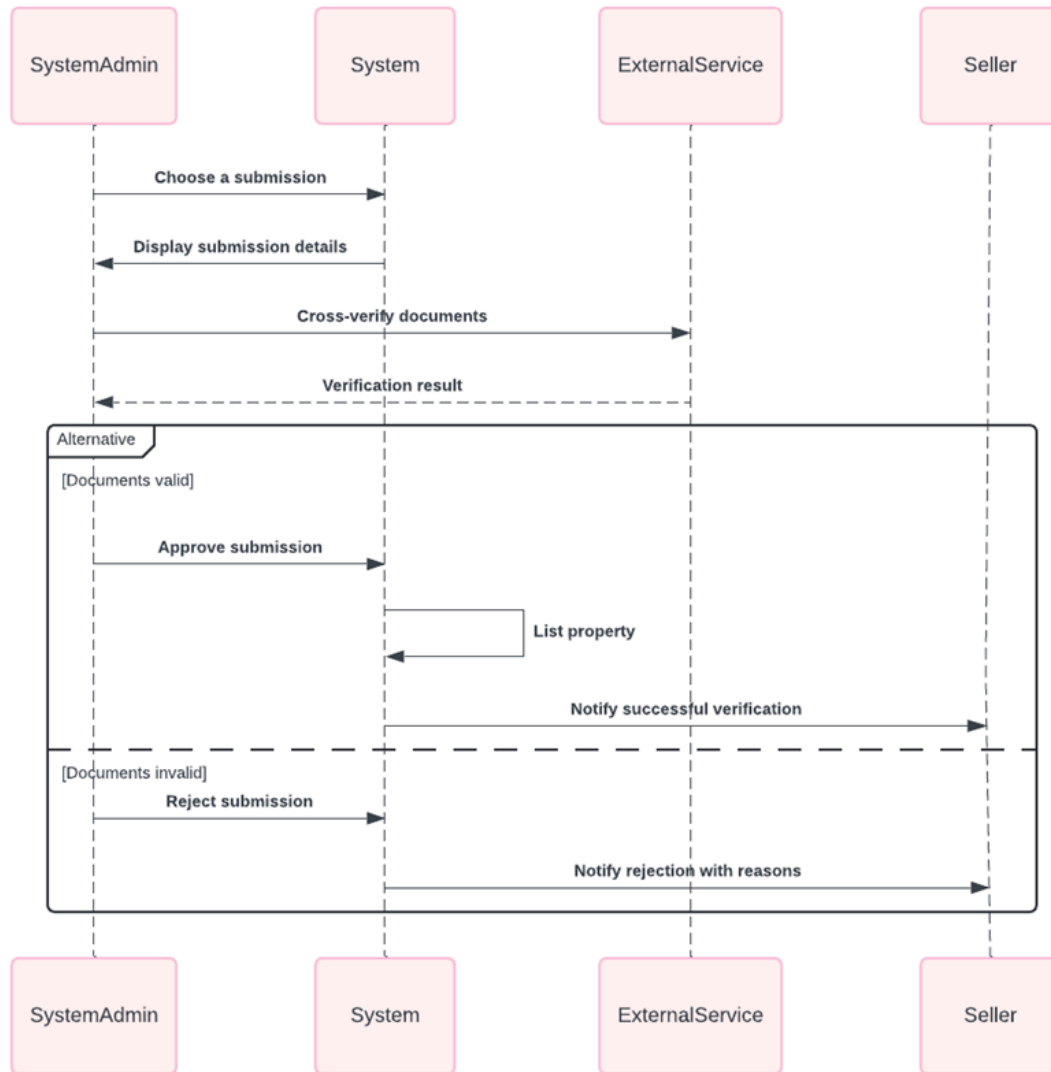 SystemAdmin
System
ExternalService
Seller
Choose a submission
Display submission details
Cross-verify documents
Verification result
Alternative
[Documents valid]
Approve submission
List property
Notify successful verification
[Documents invalid]
Reject submission
Notify rejection with reasons
SystemAdmin
System
ExternalService
Seller